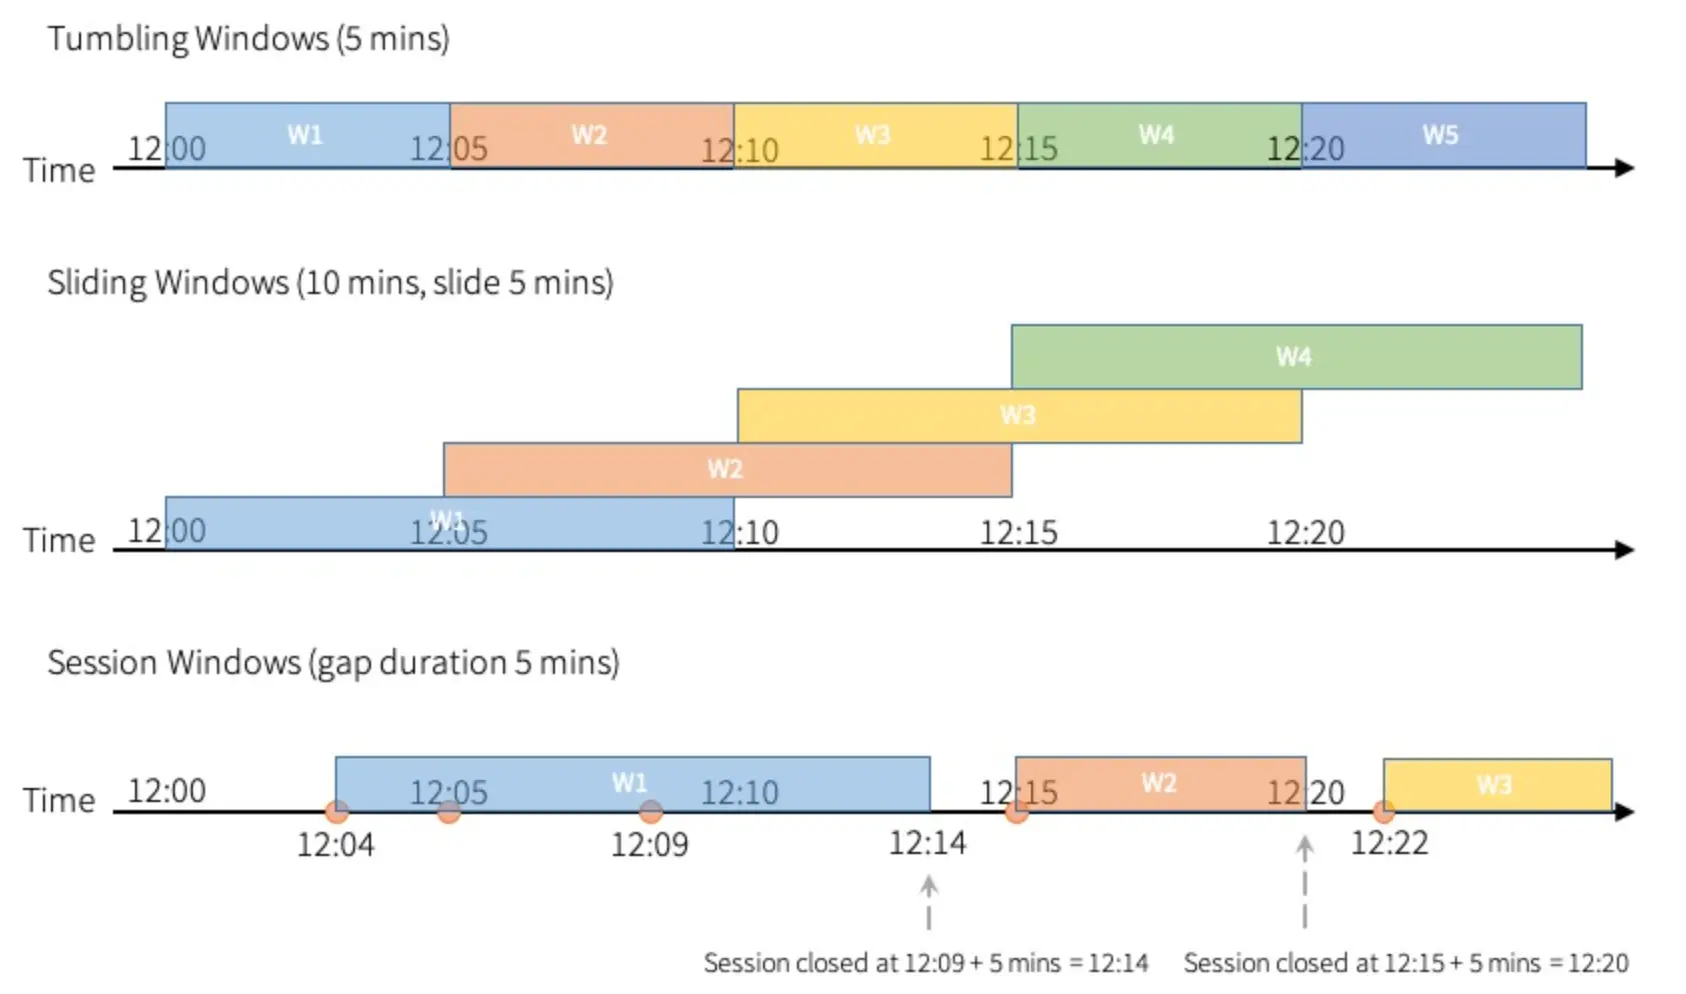 Tumbling Windows (5 mins)
W1 W2 W3 W4 W5
12:00 12:05 12:10 12:15 12:20
Time
Sliding Windows (10 mins, slide 5 mins)
W4
W3
W2
W1
12:00 12:05 12:10 12:15 12:20
Time
Session Windows (gap duration 5 mins)
W1 W2 W3
12:00 12:05 12:10 12:15 12:20
Time
12:04 12:09 12:14 12:22
Session closed at 12:09 + 5 mins = 12:14 Session closed at 12:15 + 5 mins = 12:20